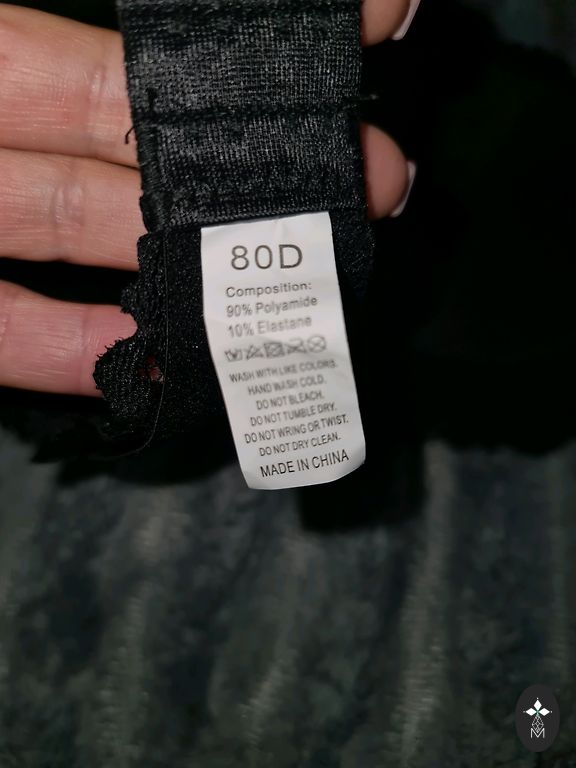 80D
Composition:
90% Polyamide
10% Elastane
WASH WITH LIKE COLORS.
HAND WASH COLD.
DO NOT BLEACH.
DO NOT TUMBLE DRY.
DO NOT WRING OR TWIST.
DO NOT DRY CLEAN.
MADE IN CHINA
M